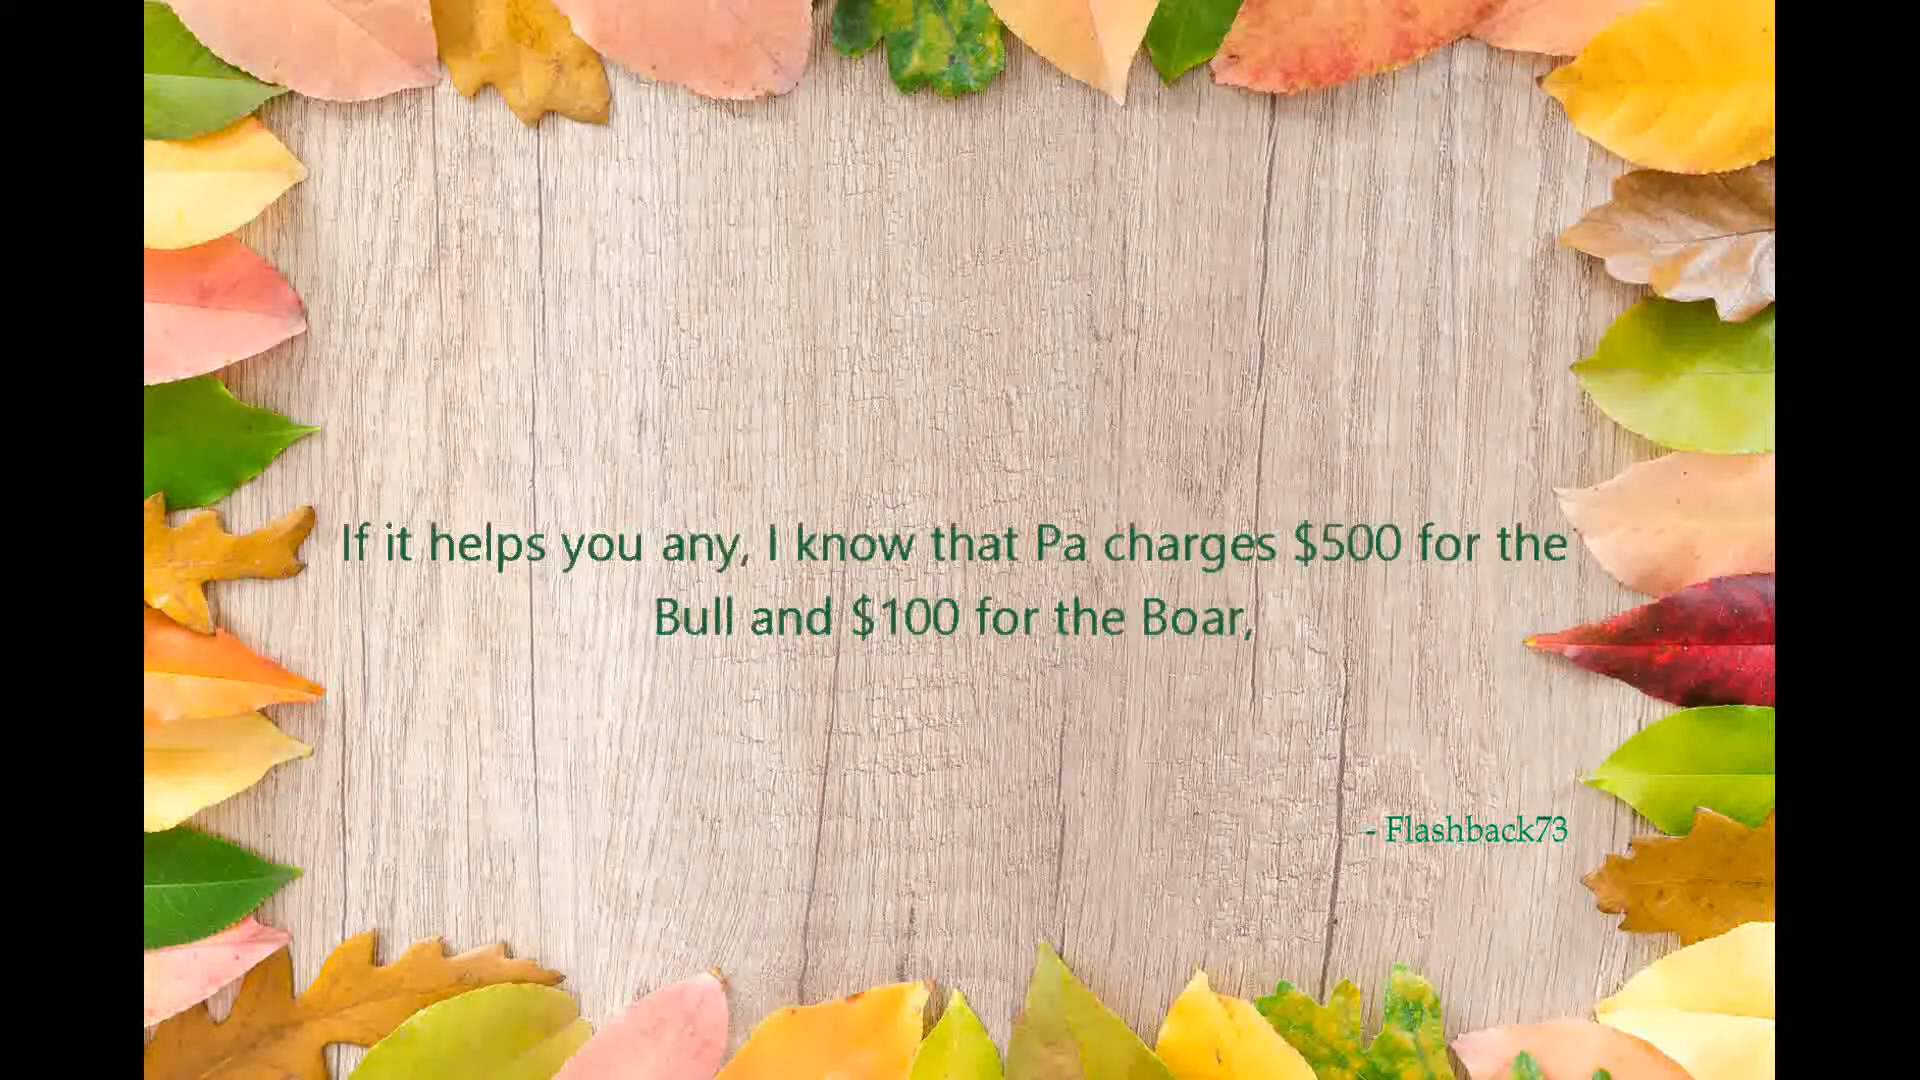 If it helps you any, I know that Pa charges $500 for the
Bull and $100 for the Boar,
- Flashback73